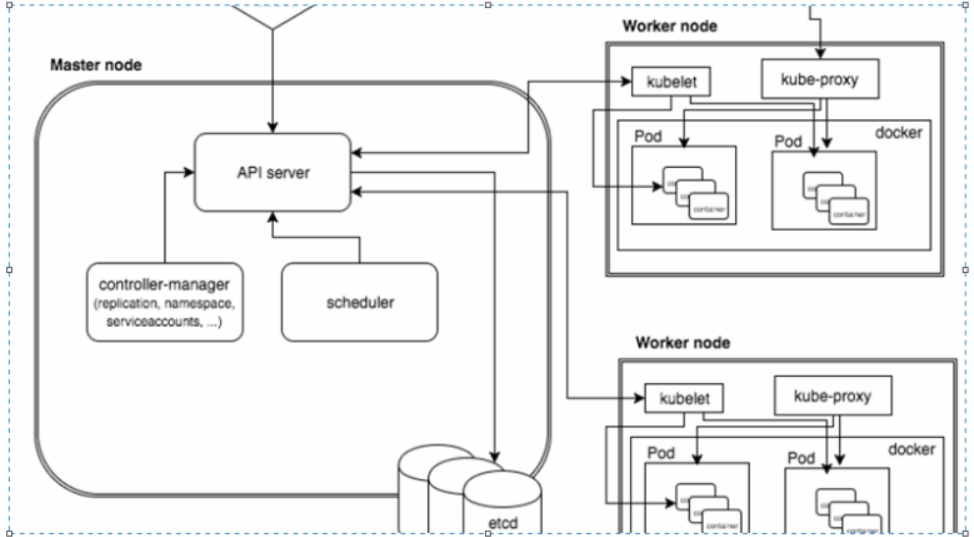 Master node
API server
controller-manager
(replication, namespace,
serviceaccounts, ...)
scheduler
etcd
Worker node
kubelet
kube-proxy
docker
Pod
container
Pod
container
Worker node
kubelet
kube-proxy
docker
Pod
container
Pod
container